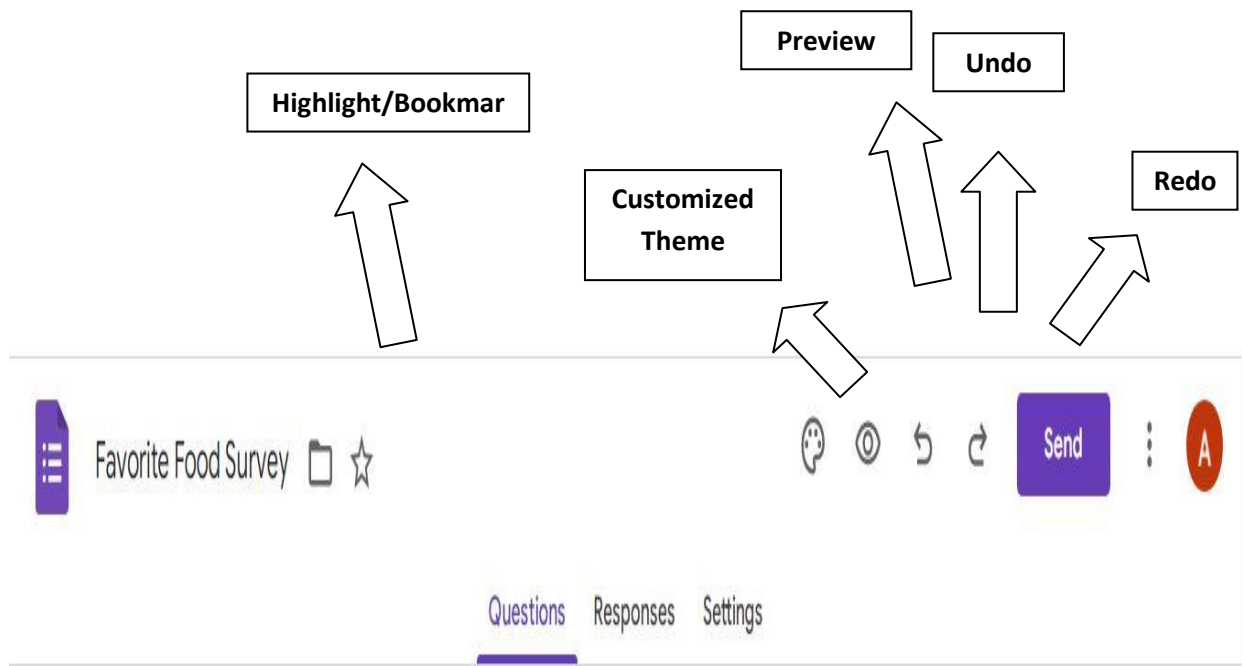 Preview
Undo
Highlight/Bookmar
Redo
Customized
Theme
Favorite Food Survey
Send
A
Questions Responses Settings